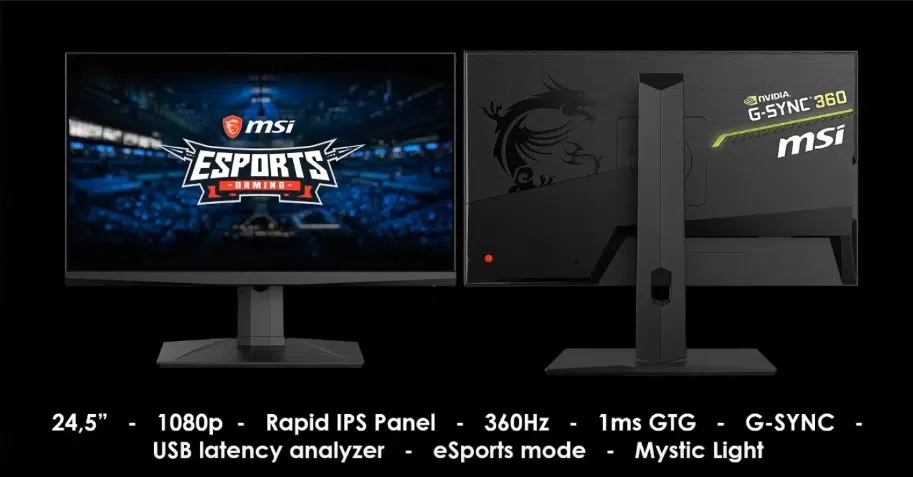 msi
ESPORTS
- GAMING -
NVIDIA.
G-SYNC™ 360
msi
24,5” - 1080p - Rapid IPS Panel - 360Hz - 1ms GTG - G-SYNC -
USB latency analyzer - eSports mode - Mystic Light